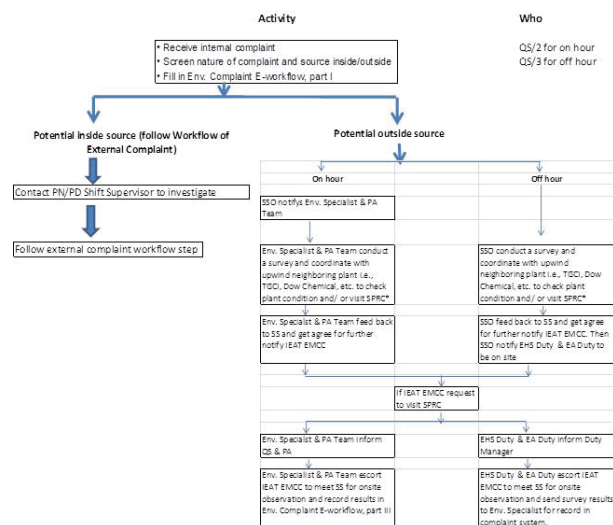 Activity
Who
• Receive internal complaint
• Screen nature of complaint and source inside/outside
• Fill in Env. Complaint E-workflow, part I
QS/2 for on hour
QS/3 for off hour
Potential inside source (follow Workflow of
External Complaint)
Potential outside source
Contact PN/PD Shift Supervisor to investigate
Follow external complaint workflow step
On hour
Off hour
SSO notifys Env. Specialist & PA
Team
Env. Specialist & PA Team conduct
a survey and coordinate with
upwind neighboring plant i.e., TGCI,
Dow Chemical, etc. to check plant
condition and/ or visit SPRC*
SSO conduct a survey and
coordinate with upwind
neighboring plant i.e., TGCI, Dow
Chemical, etc. to check plant
condition and/ or visit SPRC*
Env. Specialist & PA Team feed back
to SS and get agree for further
notify IEAT EMCC
SSO feed back to SS and get agree
for further notify IEAT EMCC. Then
SSO notify EHS Duty & EA Duty to
be on site
If IEAT EMCC request
to visit SPRC
Env. Specialist & PA Team Inform
QS & PA
EHS Duty & EA Duty inform Duty
Manager
Env. Specialist & PA Team escort
IEAT EMCC to meet SS for onsite
observation and record results in
Env. Complaint E-workflow, part III
EHS Duty & EA Duty escort IEAT
EMCC to meet SS for onsite
observation and send survey results
to Env. Specialist for record in
complaint system.